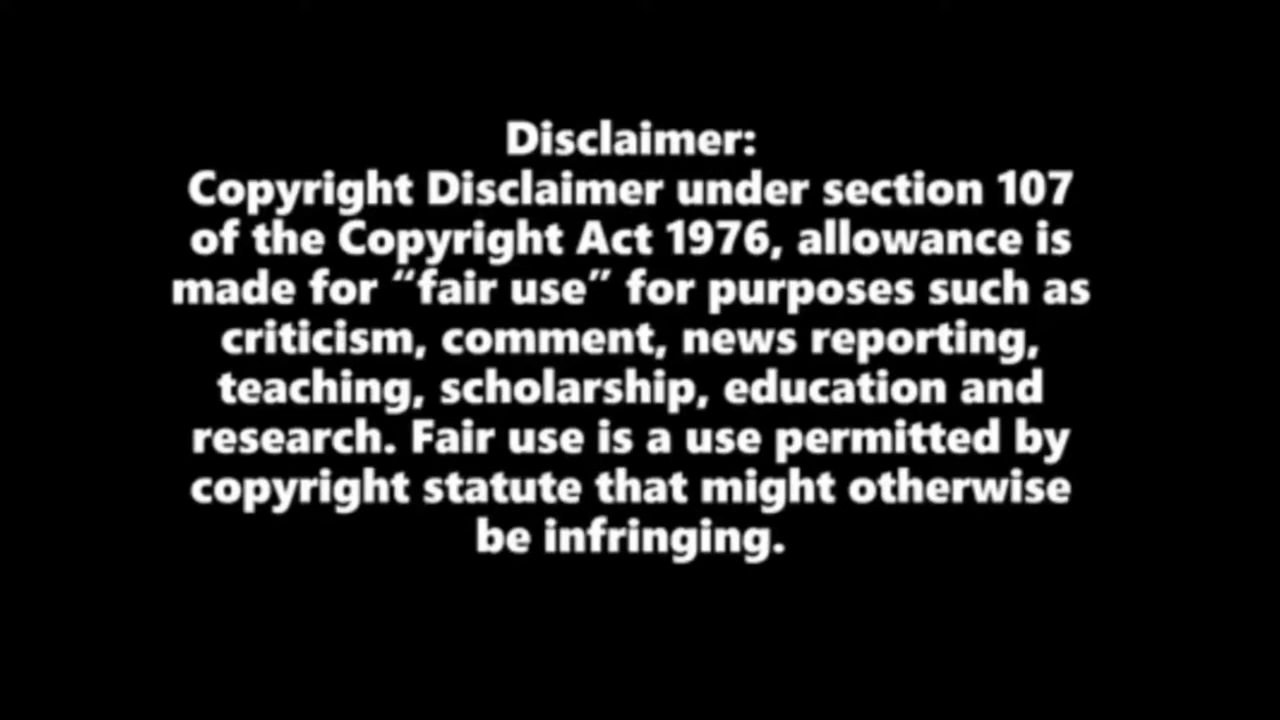 Disclaimer:
Copyright Disclaimer under section 107
of the Copyright Act 1976, allowance is
made for “fair use” for purposes such as
criticism, comment, news reporting,
teaching, scholarship, education and
research. Fair use is a use permitted by
copyright statute that might otherwise
be infringing.